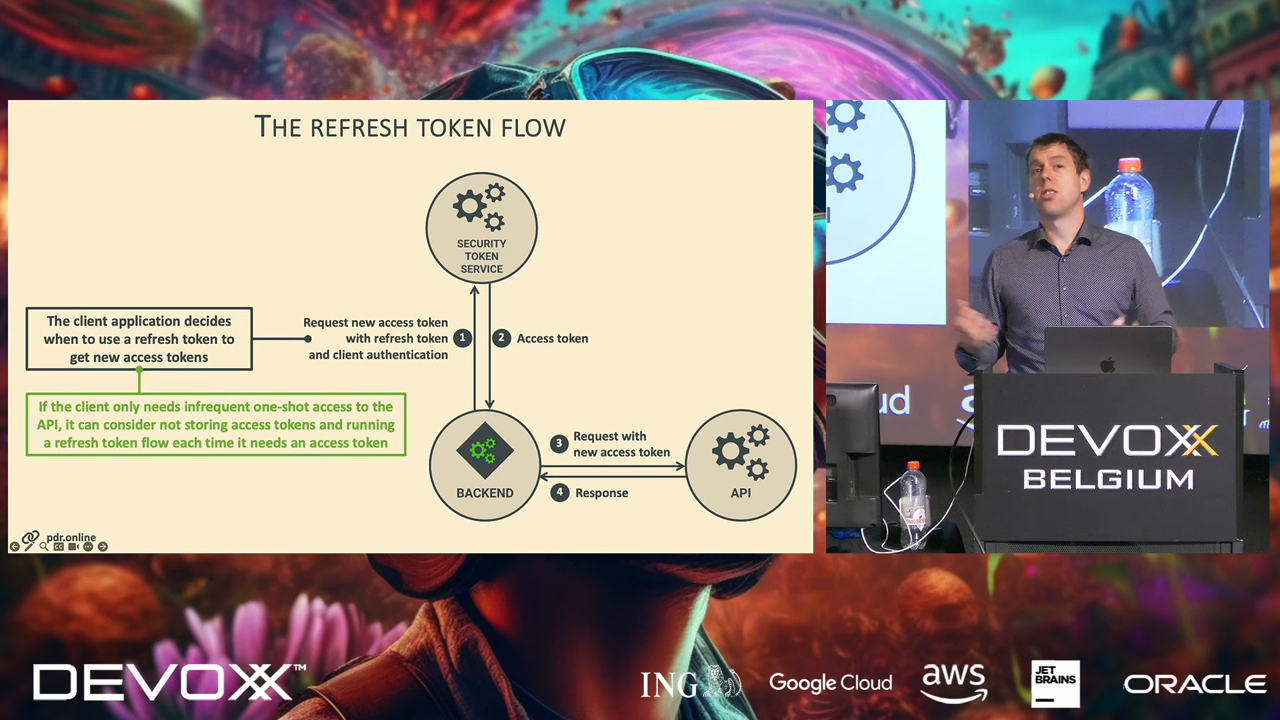 THE REFRESH TOKEN FLOW
SECURITY
TOKEN
SERVICE
The client application decides
when to use a refresh token to
get new access tokens
Request new access token
with refresh token
and client authentication
1
2
Access token
If the client only needs infrequent one-shot access to the
API, it can consider not storing access tokens and running
a refresh token flow each time it needs an access token
BACKEND
3
Request with
new access token
4
Response
API
pdr.online
DEVOXX
BELGIUM
DEVOXX™
ING
Google Cloud
aws
JET
BRAINS
ORACLE